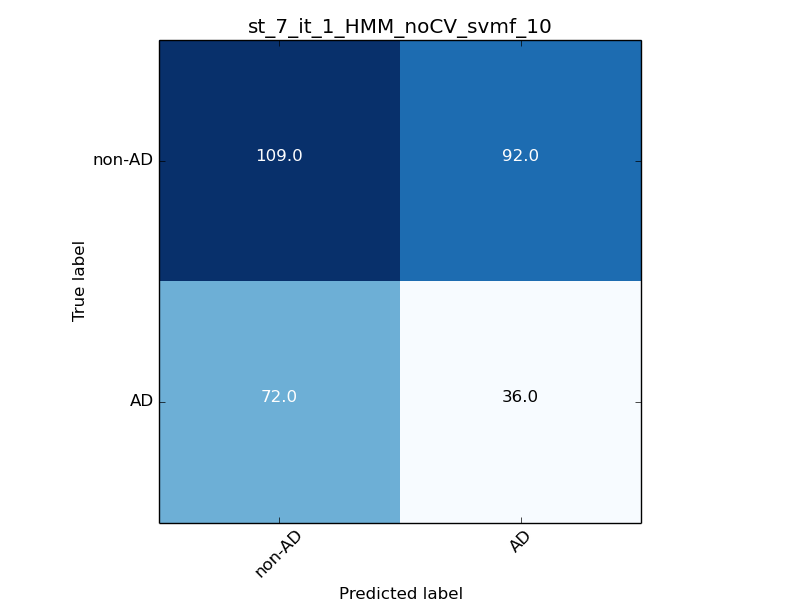 st_7_it_1_HMM_noCV_svmf_10
non-AD
109.0
92.0
True label
AD
72.0
36.0
non-AD
AD
Predicted label